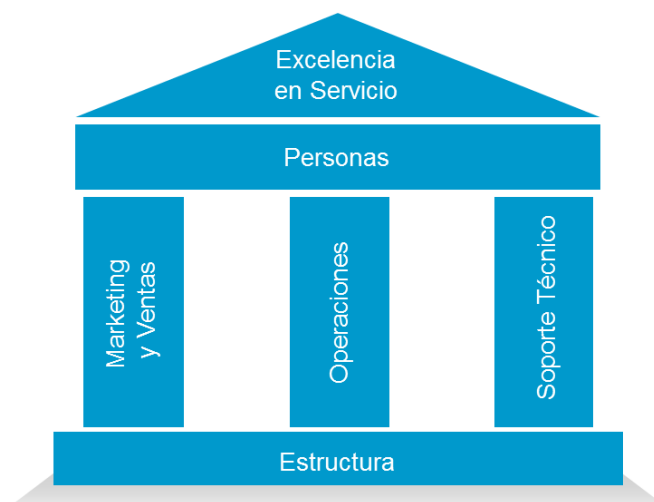 Excelencia
en Servicio
Personas
Marketing
y Ventas
Operaciones
Soporte Técnico
Estructura